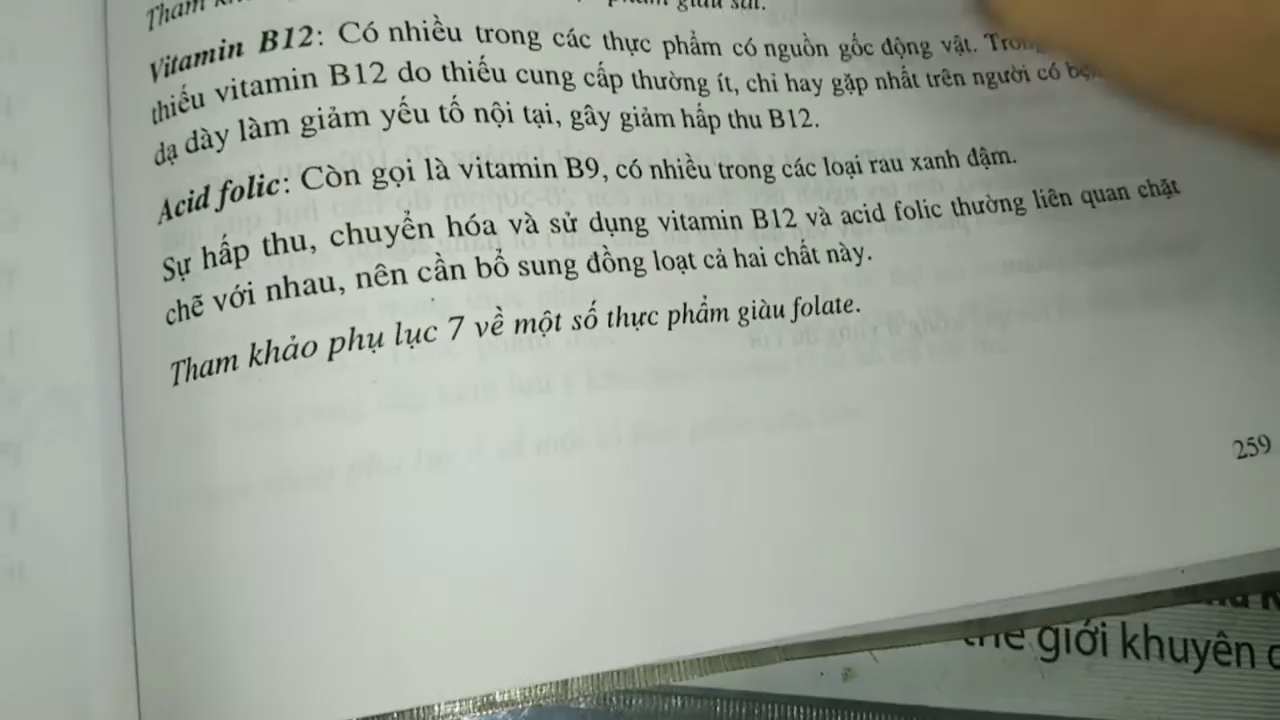 Tham
giàu sắt.
Vitamin B12: Có nhiều trong các thực phẩm có nguồn gốc động vật.
thiếu vitamin B12 do thiếu cung cấp thường ít, chỉ hay gặp nhất trên người có
dạ dày làm giảm yếu tố nội tại, gây giảm hấp thu B12.
Acid folic: Còn gọi là vitamin B9, có nhiều trong các loại rau xanh đậm.
Sự hấp thu, chuyển hóa và sử dụng vitamin B12 và acid folic thường liên quan chặt
chẽ với nhau, nên cần bổ sung đồng loạt cả hai chất này.
Tham khảo phụ lục 7 về một số thực phẩm giàu folate.
259
thế giới khuyên